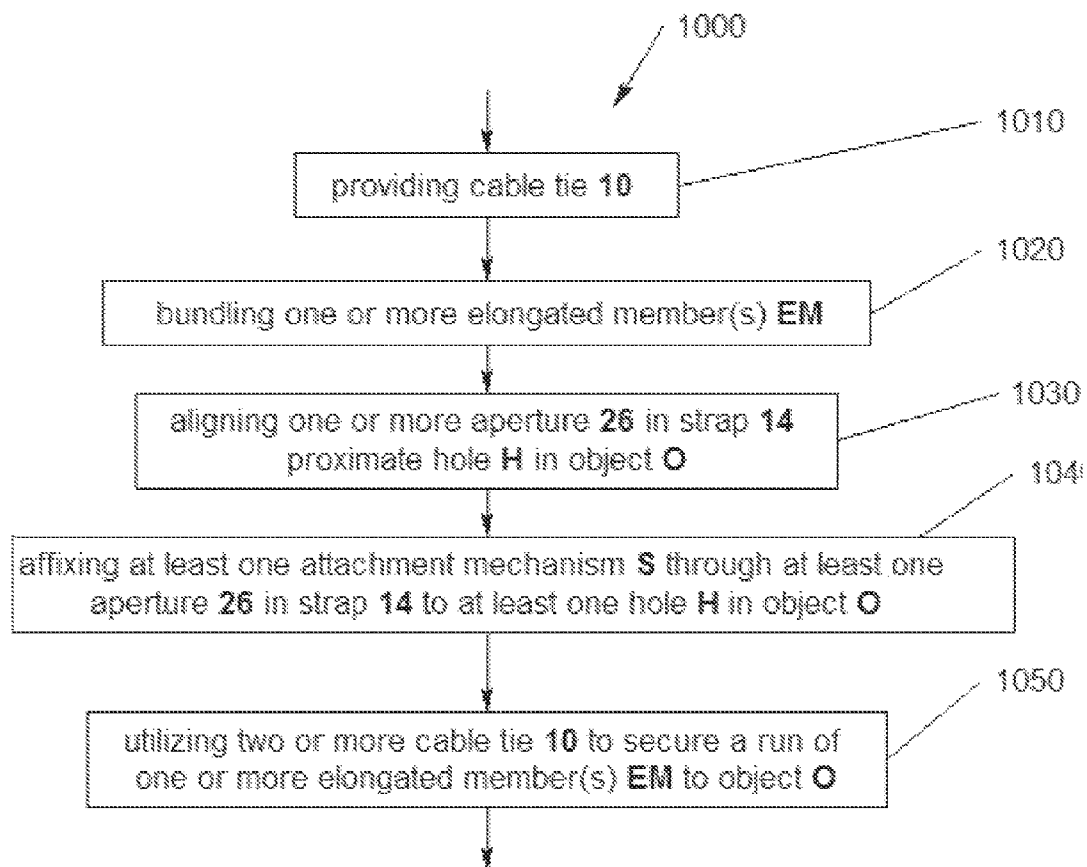 1000
1010
providing cable tie 10
1020
bundling one or more elongated member(s) EM
1030
aligning one or more aperture 26 in strap 14
proximate hole H in object O
affixing at least one attachment mechanism S through at least one
aperture 26 in strap 14 to at least one hole H in object O
1050
utilizing two or more cable tie 10 to secure a run of
one or more elongated member(s) EM to object O